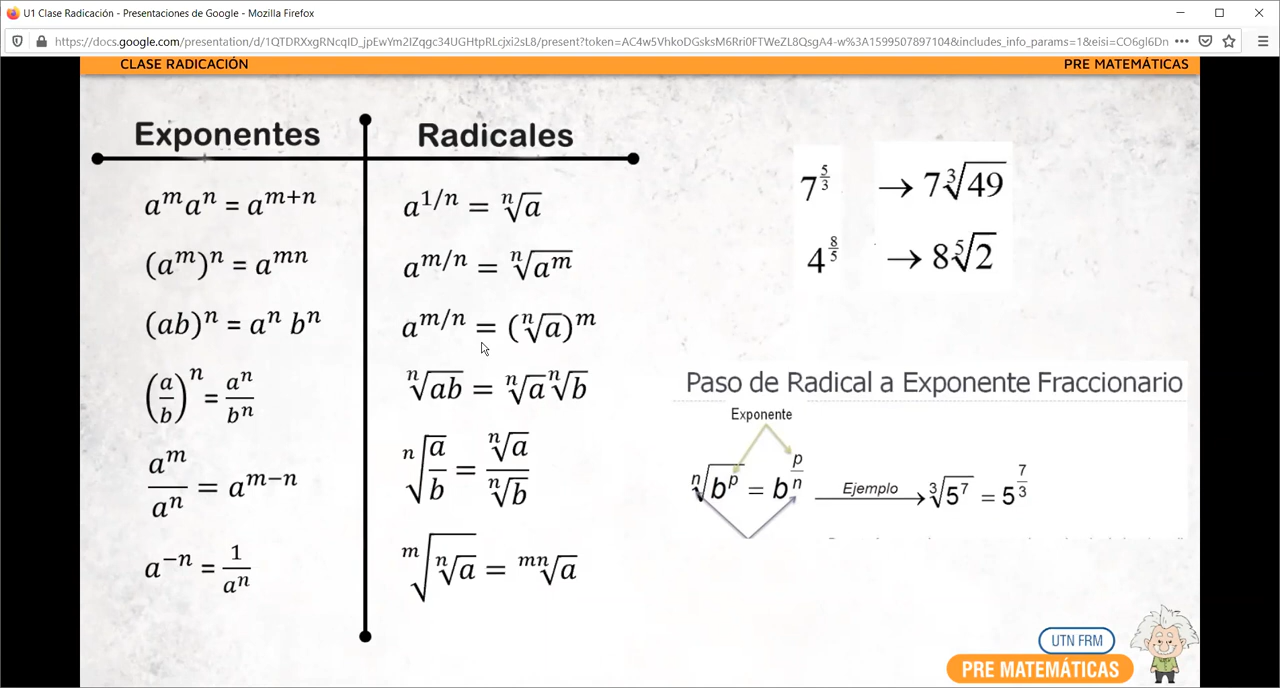 U1 Clase Radicación - Presentaciones de Google - Mozilla Firefox
https://docs.google.com/presentation/d/1QTDRXxgRNcqID_jpEwYm2IZqgc34UGHtpRLcjxi2sL8/present?token=AC4w5VhkoDGsksM6Rri0FTWeZL8QsgA4-w%3A1599507897104&includes_info_params=1&eisi=CO6gl6Dn
CLASE RADICACIÓN
PRE MATEMÁTICAS
Exponentes
a^m a^n = a^{m+n}
(a^m)^n = a^{mn}
(ab)^n = a^n b^n
(a/b)^n = a^n/b^n
a^m/a^n = a^{m−n}
a^{−n} = 1/a^n
Radicales
a^{1/n} = ⁿ√a
a^{m/n} = ⁿ√(a^m)
a^{m/n} = (ⁿ√a)^m
ⁿ√(ab) = ⁿ√a ⁿ√b
ⁿ√(a/b) = ⁿ√a/ⁿ√b
ᵐ√(ⁿ√a) = ᵐⁿ√a
7^{5/3} → 7∛49
4^{8/5} → 8⁵√2
Paso de Radical a Exponente Fraccionario
Exponente
ⁿ√(b^p) = b^{p/n} Ejemplo ∛(5^7) = 5^{7/3}
UTN FRM
PRE MATEMÁTICAS